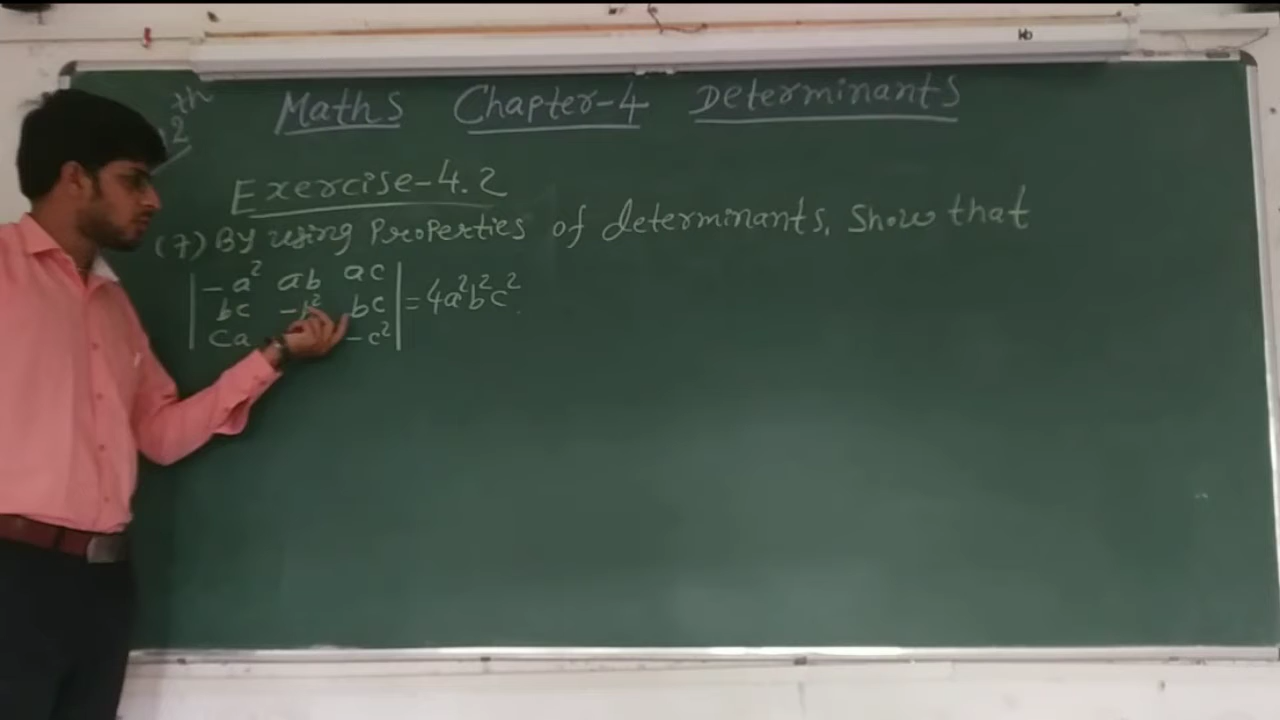 12th
Maths Chapter-4 Determinants
Exercise-4.2
(7) By using Properties of determinants, Show that
| -a² ab ac |
| bc -b² bc | = 4a²b²c²
| ca -c² |